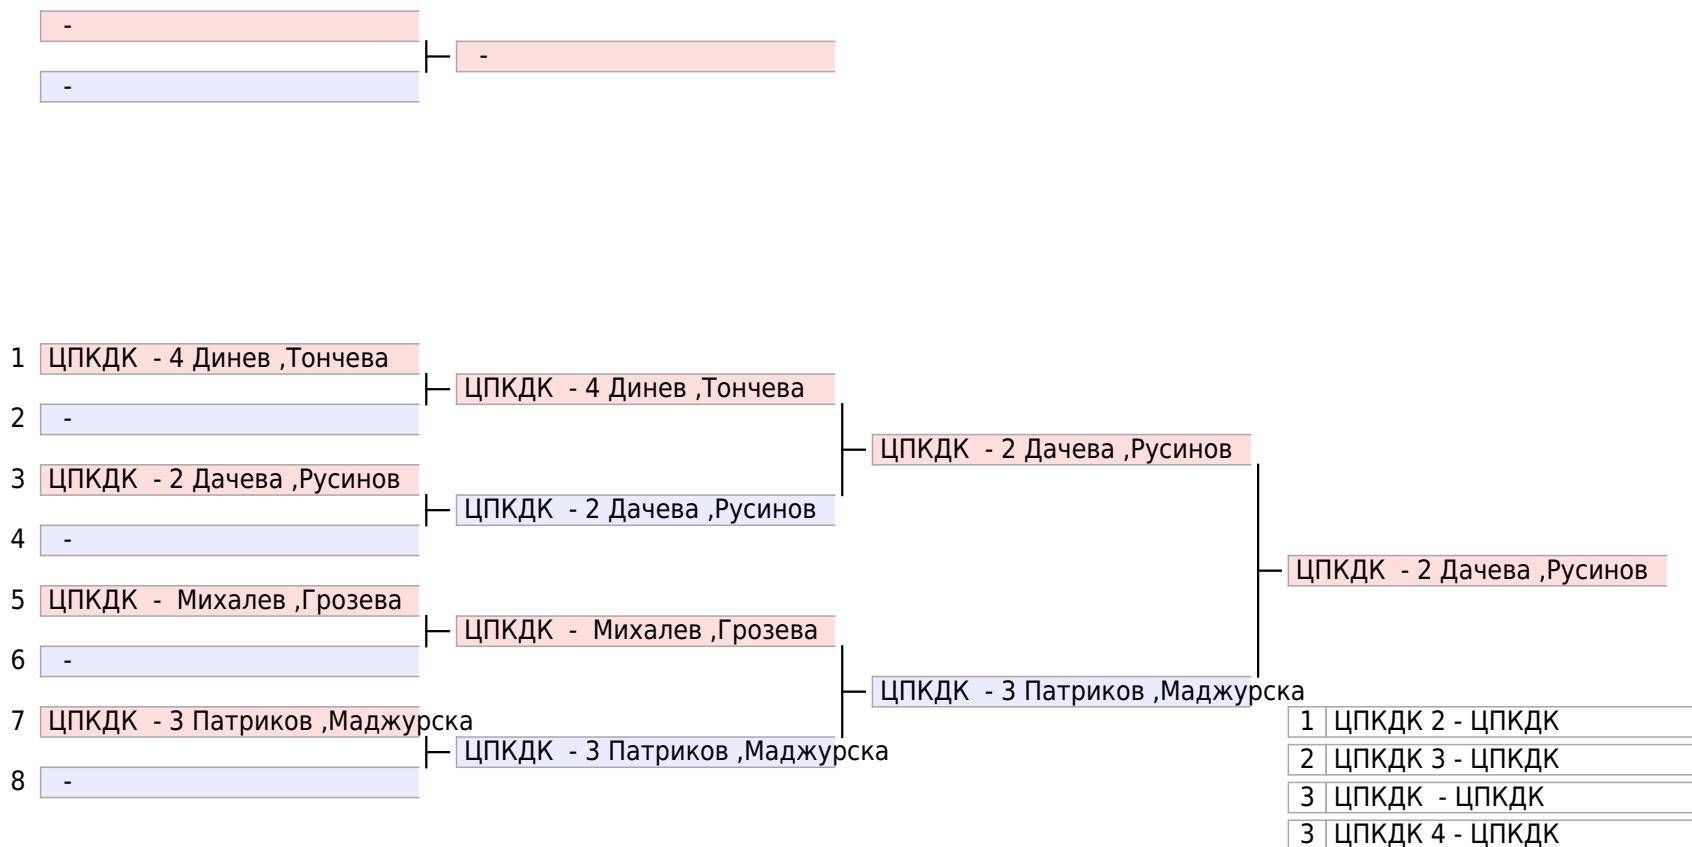 -
-
-
1 ЦПКДК - 4 Динев ,Тончева
ЦПКДК - 4 Динев ,Тончева
2 -
ЦПКДК - 2 Дачева ,Русинов
3 ЦПКДК - 2 Дачева ,Русинов
ЦПКДК - 2 Дачева ,Русинов
4 -
ЦПКДК - 2 Дачева ,Русинов
5 ЦПКДК - Михалев ,Грозева
ЦПКДК - Михалев ,Грозева
6 -
ЦПКДК - 3 Патриков ,Маджурска
7 ЦПКДК - 3 Патриков ,Маджурска
1 ЦПКДК 2 - ЦПКДК
ЦПКДК - 3 Патриков ,Маджурска
2 ЦПКДК 3 - ЦПКДК
8 -
3 ЦПКДК - ЦПКДК
3 ЦПКДК 4 - ЦПКДК